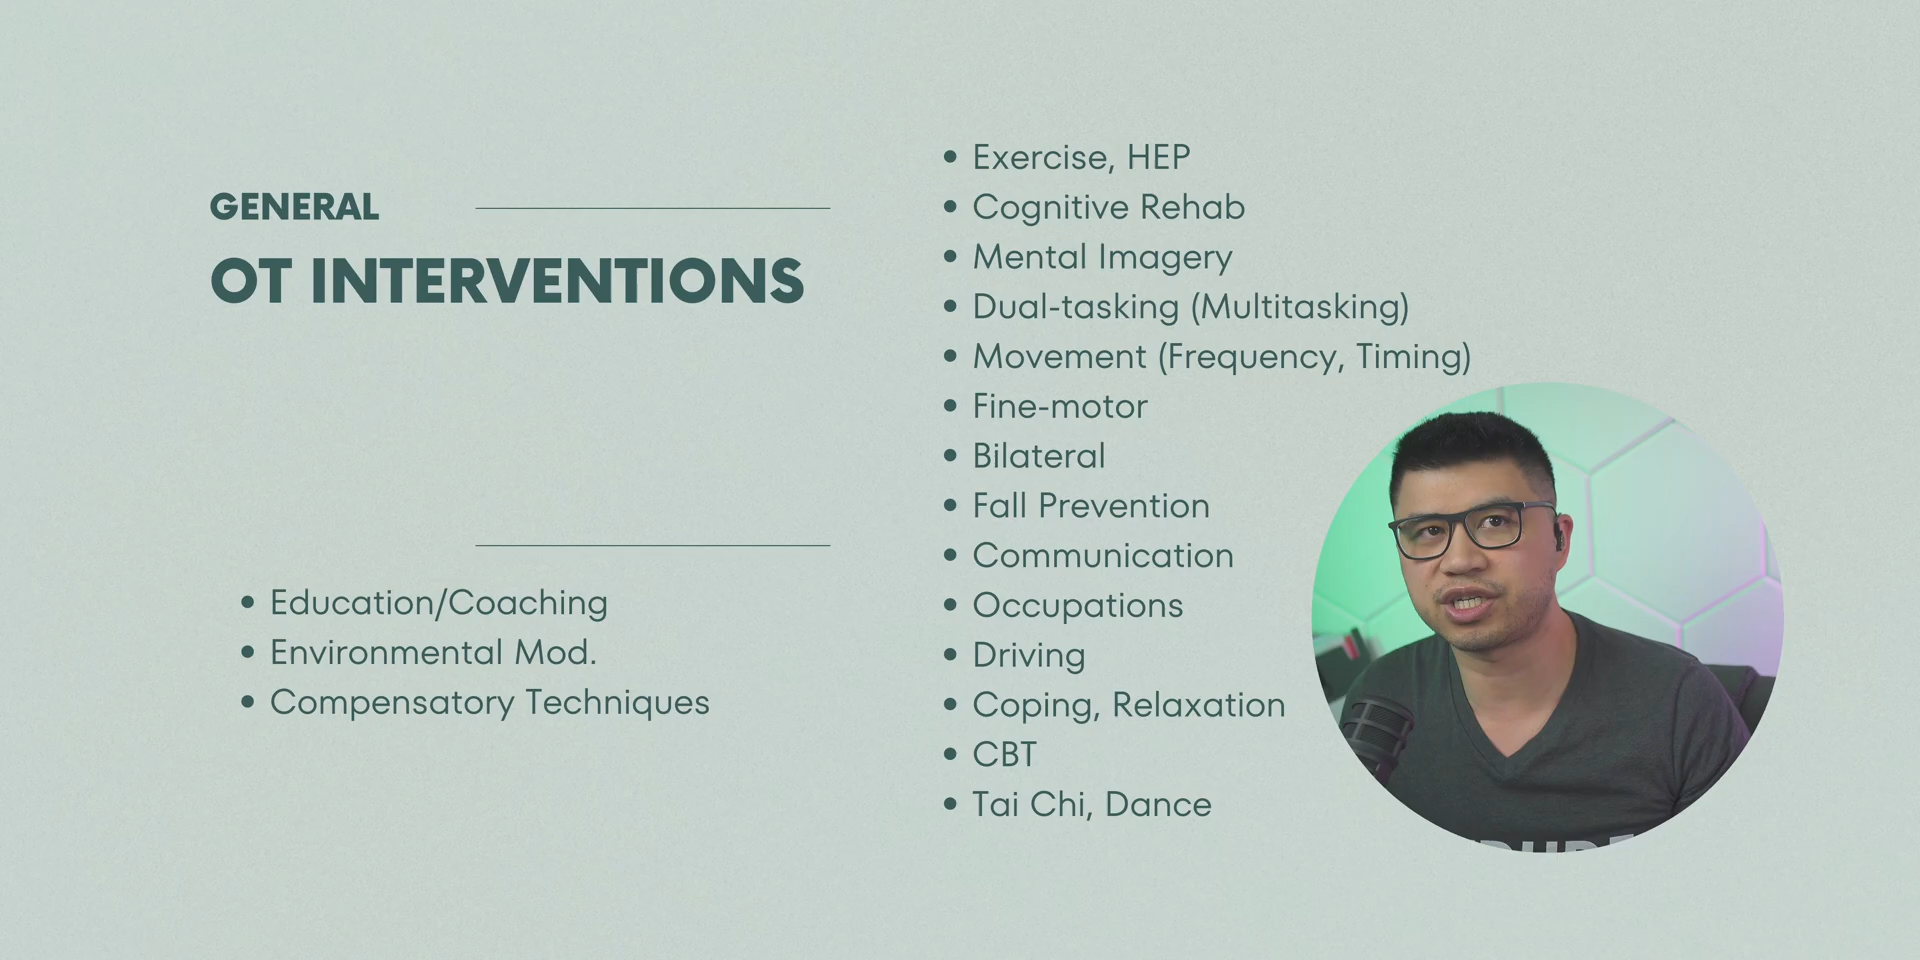 GENERAL
OT INTERVENTIONS
• Education/Coaching
• Environmental Mod.
• Compensatory Techniques
• Exercise, HEP
• Cognitive Rehab
• Mental Imagery
• Dual-tasking (Multitasking)
• Movement (Frequency, Timing)
• Fine-motor
• Bilateral
• Fall Prevention
• Communication
• Occupations
• Driving
• Coping, Relaxation
• CBT
• Tai Chi, Dance